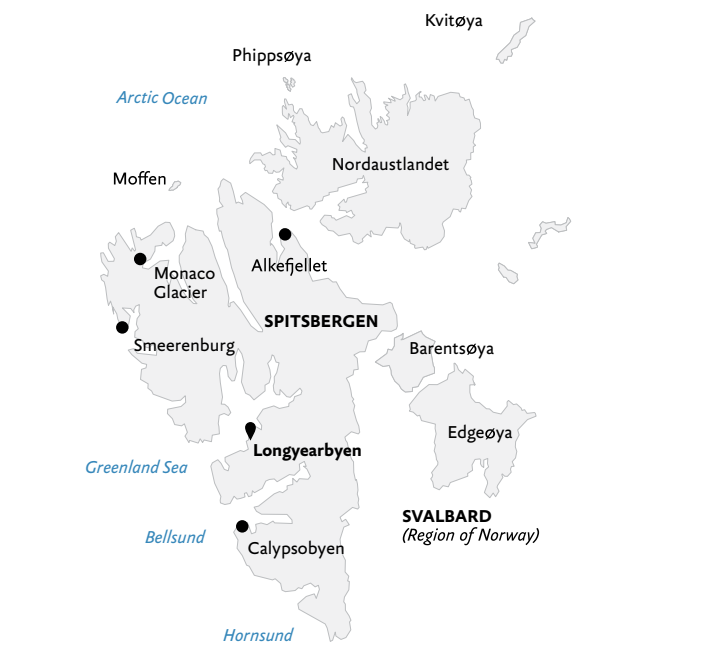 Kvitøya
Phippsøya
Arctic Ocean
Nordaustlandet
Moffen
Alkefjellet
Monaco
Glacier
SPITSBERGEN
Smeerenburg
Barentsøya
Edgeøya
Longyearbyen
Greenland Sea
SVALBARD
(Region of Norway)
Bellsund
Calypsobyen
Hornsund